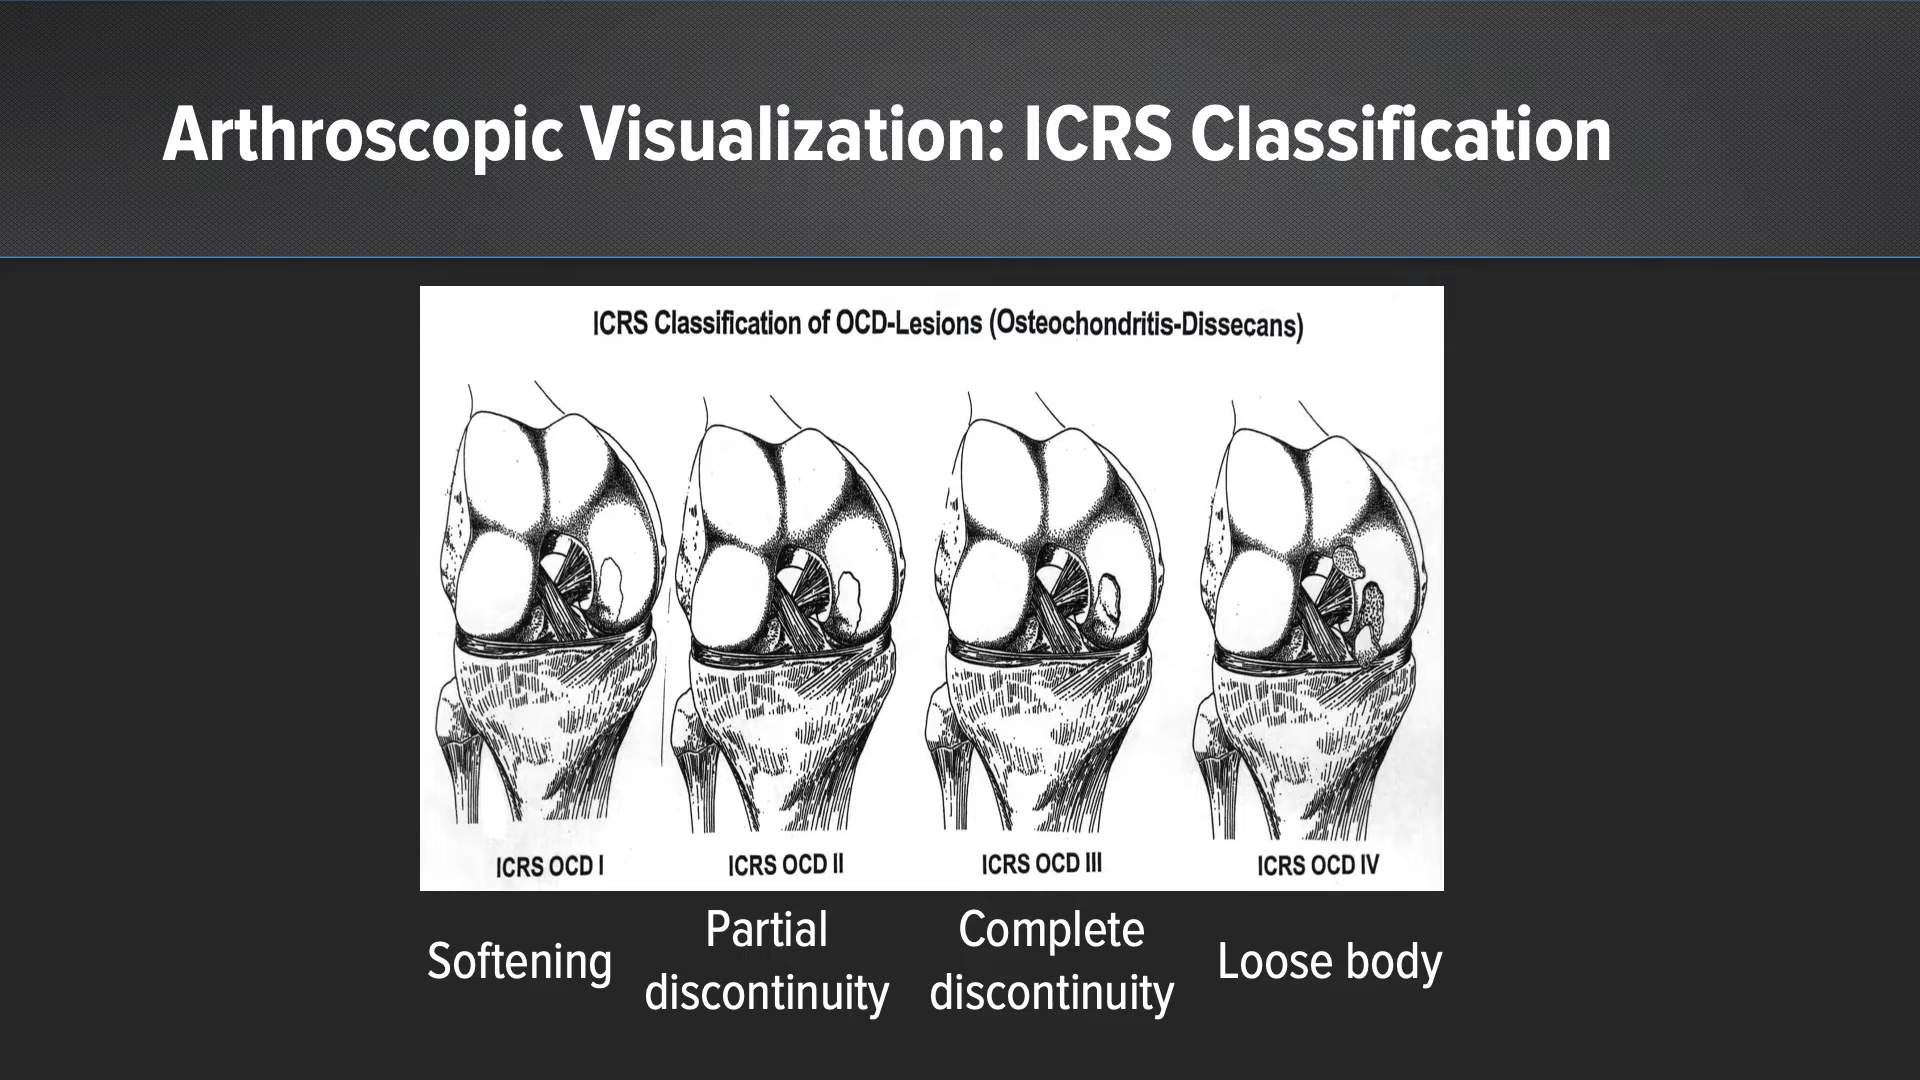 Arthroscopic Visualization: ICRS Classification
ICRS Classification of OCD-Lesions (Osteochondritis-Dissecans)
ICRS OCD I
ICRS OCD II
ICRS OCD III
ICRS OCD IV
Softening
Partial
discontinuity
Complete
discontinuity
Loose body